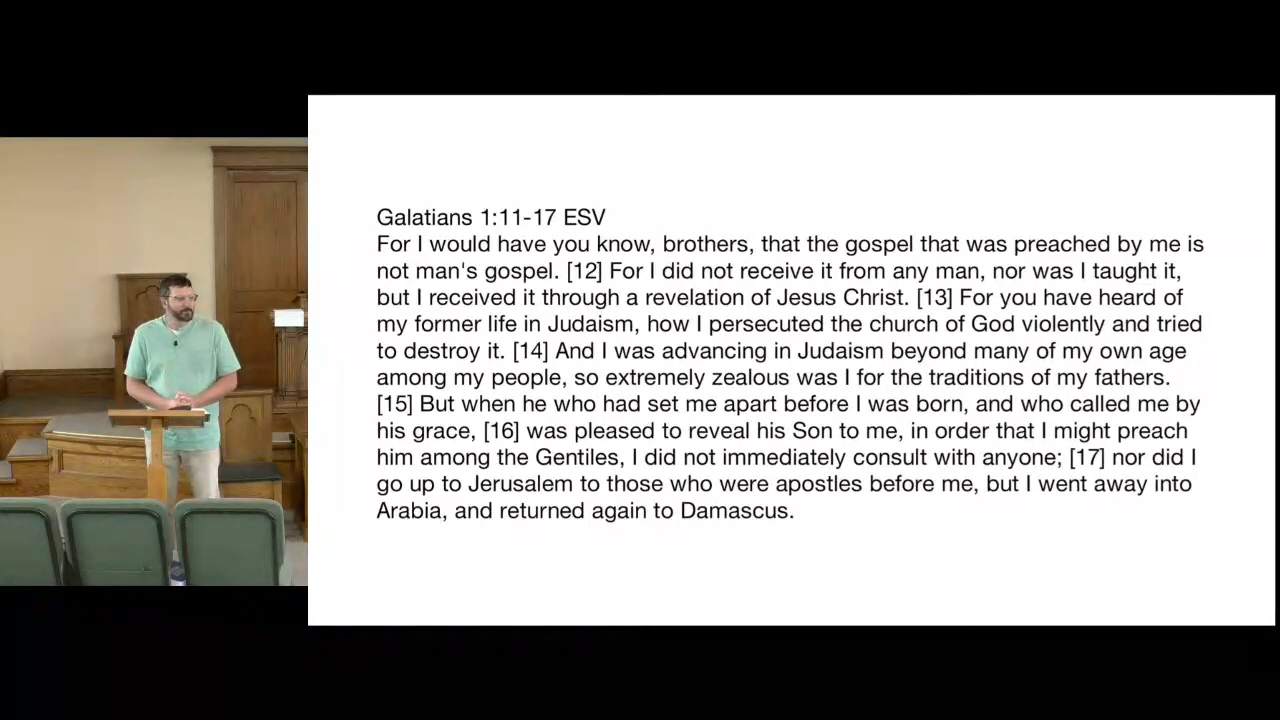 Galatians 1:11-17 ESV
For I would have you know, brothers, that the gospel that was preached by me is
not man's gospel. [12] For I did not receive it from any man, nor was I taught it,
but I received it through a revelation of Jesus Christ. [13] For you have heard of
my former life in Judaism, how I persecuted the church of God violently and tried
to destroy it. [14] And I was advancing in Judaism beyond many of my own age
among my people, so extremely zealous was I for the traditions of my fathers.
[15] But when he who had set me apart before I was born, and who called me by
his grace, [16] was pleased to reveal his Son to me, in order that I might preach
him among the Gentiles, I did not immediately consult with anyone; [17] nor did I
go up to Jerusalem to those who were apostles before me, but I went away into
Arabia, and returned again to Damascus.